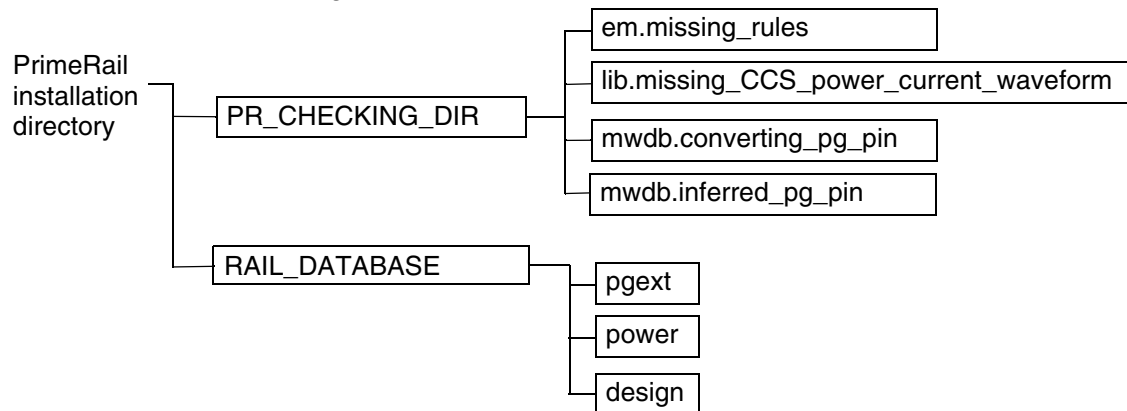 PrimeRail
installation
directory
PR_CHECKING_DIR
em.missing_rules
lib.missing_CCS_power_current_waveform
mwdb.converting_pg_pin
mwdb.inferred_pg_pin
RAIL_DATABASE
pgext
power
design